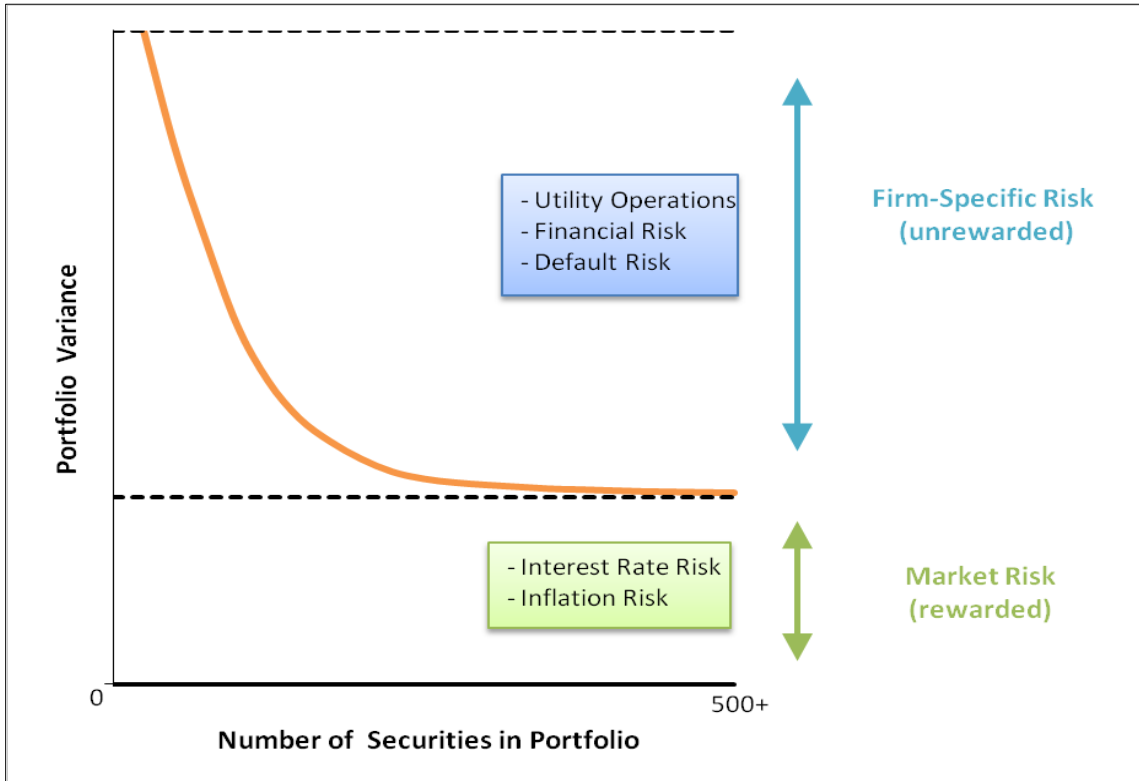 Portfolio Variance
- Utility Operations
- Financial Risk
- Default Risk
Firm-Specific Risk
(unrewarded)
- Interest Rate Risk
- Inflation Risk
Market Risk
(rewarded)
0
500+
Number of Securities in Portfolio